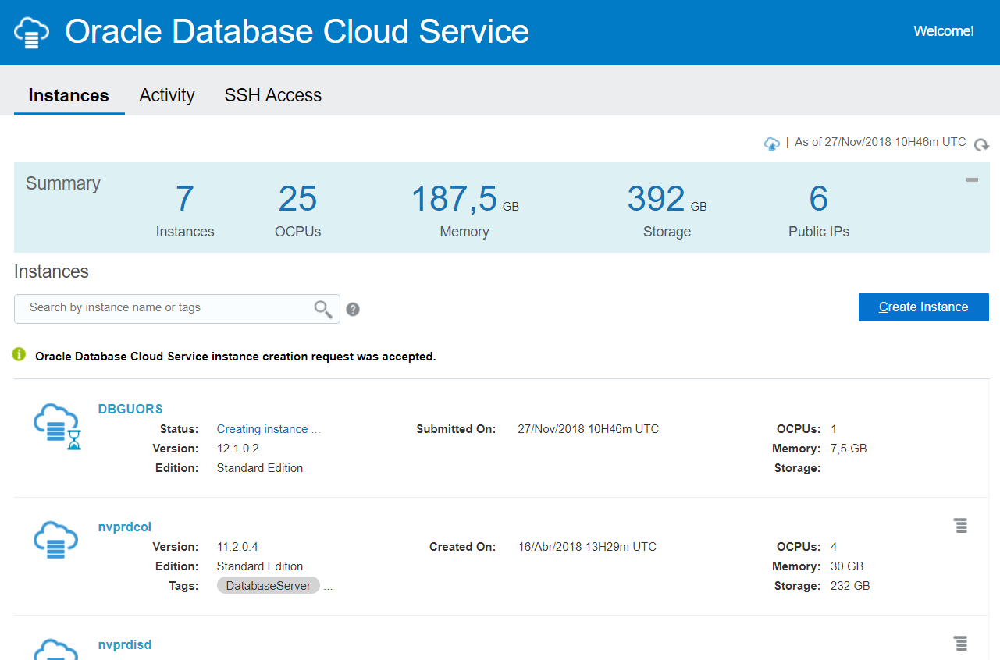 Oracle Database Cloud Service
Welcome!
Instances Activity SSH Access
| As of 27/Nov/2018 10H46m UTC
Summary
7 25 187,5 GB 392 GB 6
Instances OCPUs Memory Storage Public IPs
Instances
Search by instance name or tags ?
Create Instance
i Oracle Database Cloud Service instance creation request was accepted.
DBGUORS
Status: Creating instance ... Submitted On: 27/Nov/2018 10H46m UTC OCPUs: 1
Version: 12.1.0.2 Memory: 7,5 GB
Edition: Standard Edition Storage:
nvprdcol
Version: 11.2.0.4 Created On: 16/Abr/2018 13H29m UTC OCPUs: 4
Edition: Standard Edition Memory: 30 GB
Tags: DatabaseServer ... Storage: 232 GB
nvprdisd